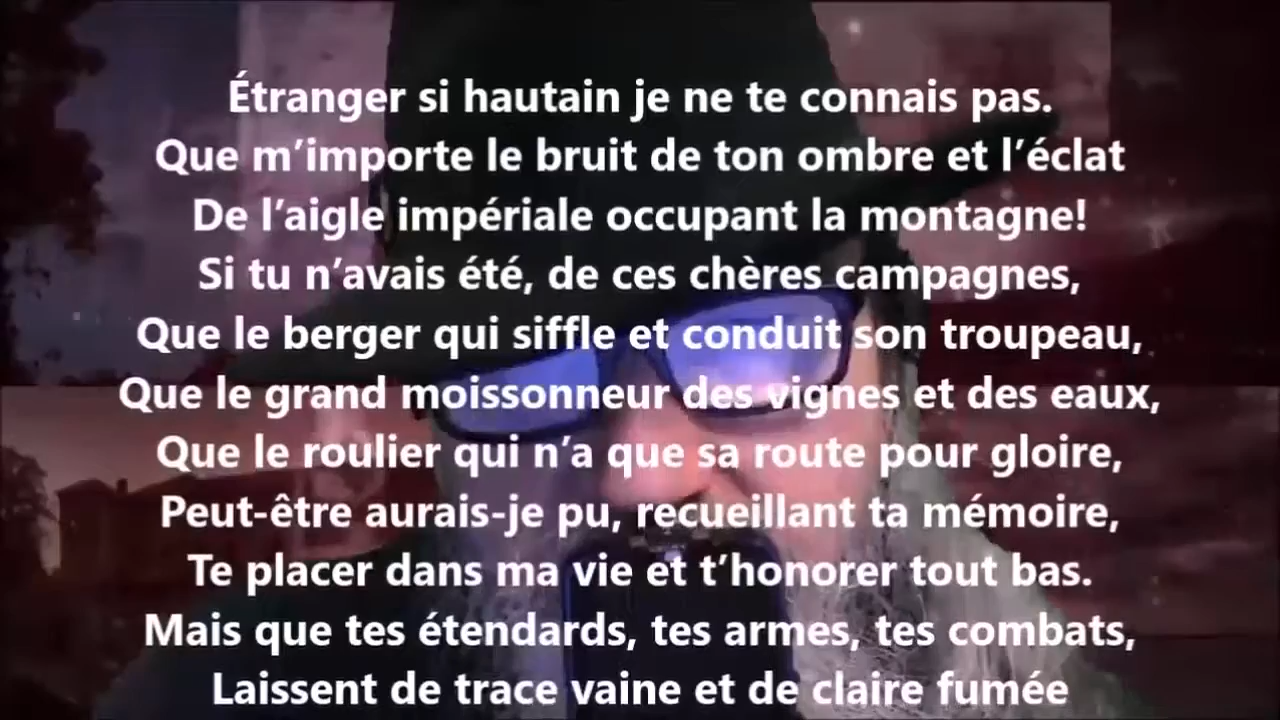 Étranger si hautain je ne te connais pas.
Que m’importe le bruit de ton ombre et l’éclat
De l’aigle impériale occupant la montagne!
Si tu n’avais été, de ces chères campagnes,
Que le berger qui siffle et conduit son troupeau,
Que le grand moissonneur des vignes et des eaux,
Que le roulier qui n’a que sa route pour gloire,
Peut-être aurais-je pu, recueillant ta mémoire,
Te placer dans ma vie et t’honorer tout bas.
Mais que tes étendards, tes armes, tes combats,
Laissent de trace vaine et de claire fumée